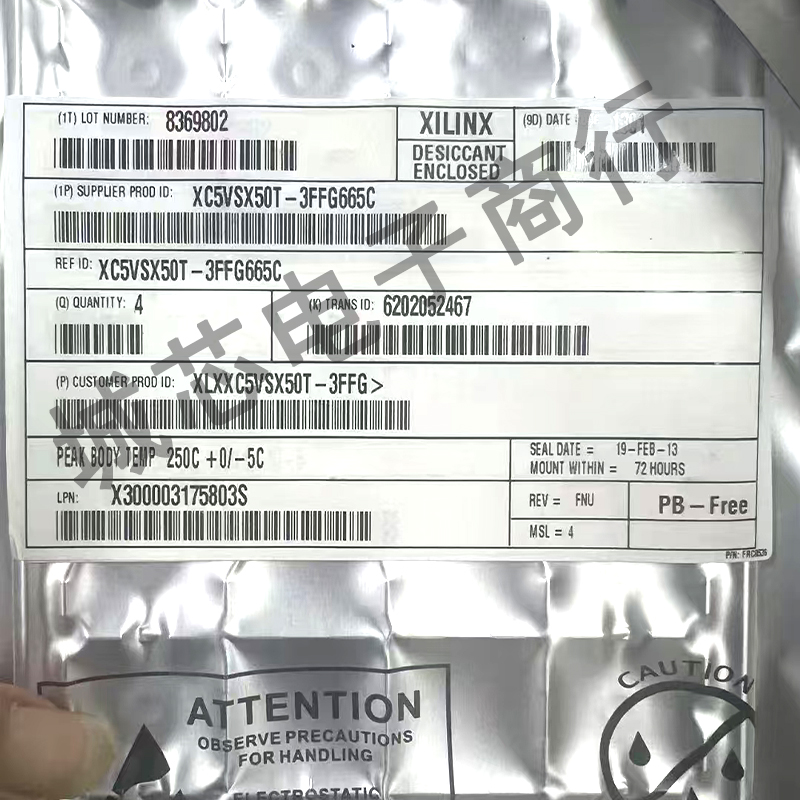 (1T) LOT NUMBER: 8369802
XILINX
DESICCANT
ENCLOSED
(9D) DATE
(1P) SUPPLIER PROD ID: XC5VSX50T-3FFG665C
REF ID: XC5VSX50T-3FFG665C
(Q) QUANTITY: 4
(K) TRANS ID: 6202052467
(P) CUSTOMER PROD ID: XLXXC5VSX50T-3FFG>
PEAK BODY TEMP 250C +0/-5C
SEAL DATE = 19-FEB-13
MOUNT WITHIN = 72 HOURS
LPN: X300003175803S
REV = FNU
PB-Free
MSL = 4
P/N: FRC0536
城芯电子商行
ATTENTION
OBSERVE PRECAUTIONS
FOR HANDLING
ELECTROSTATIC
CAUTION